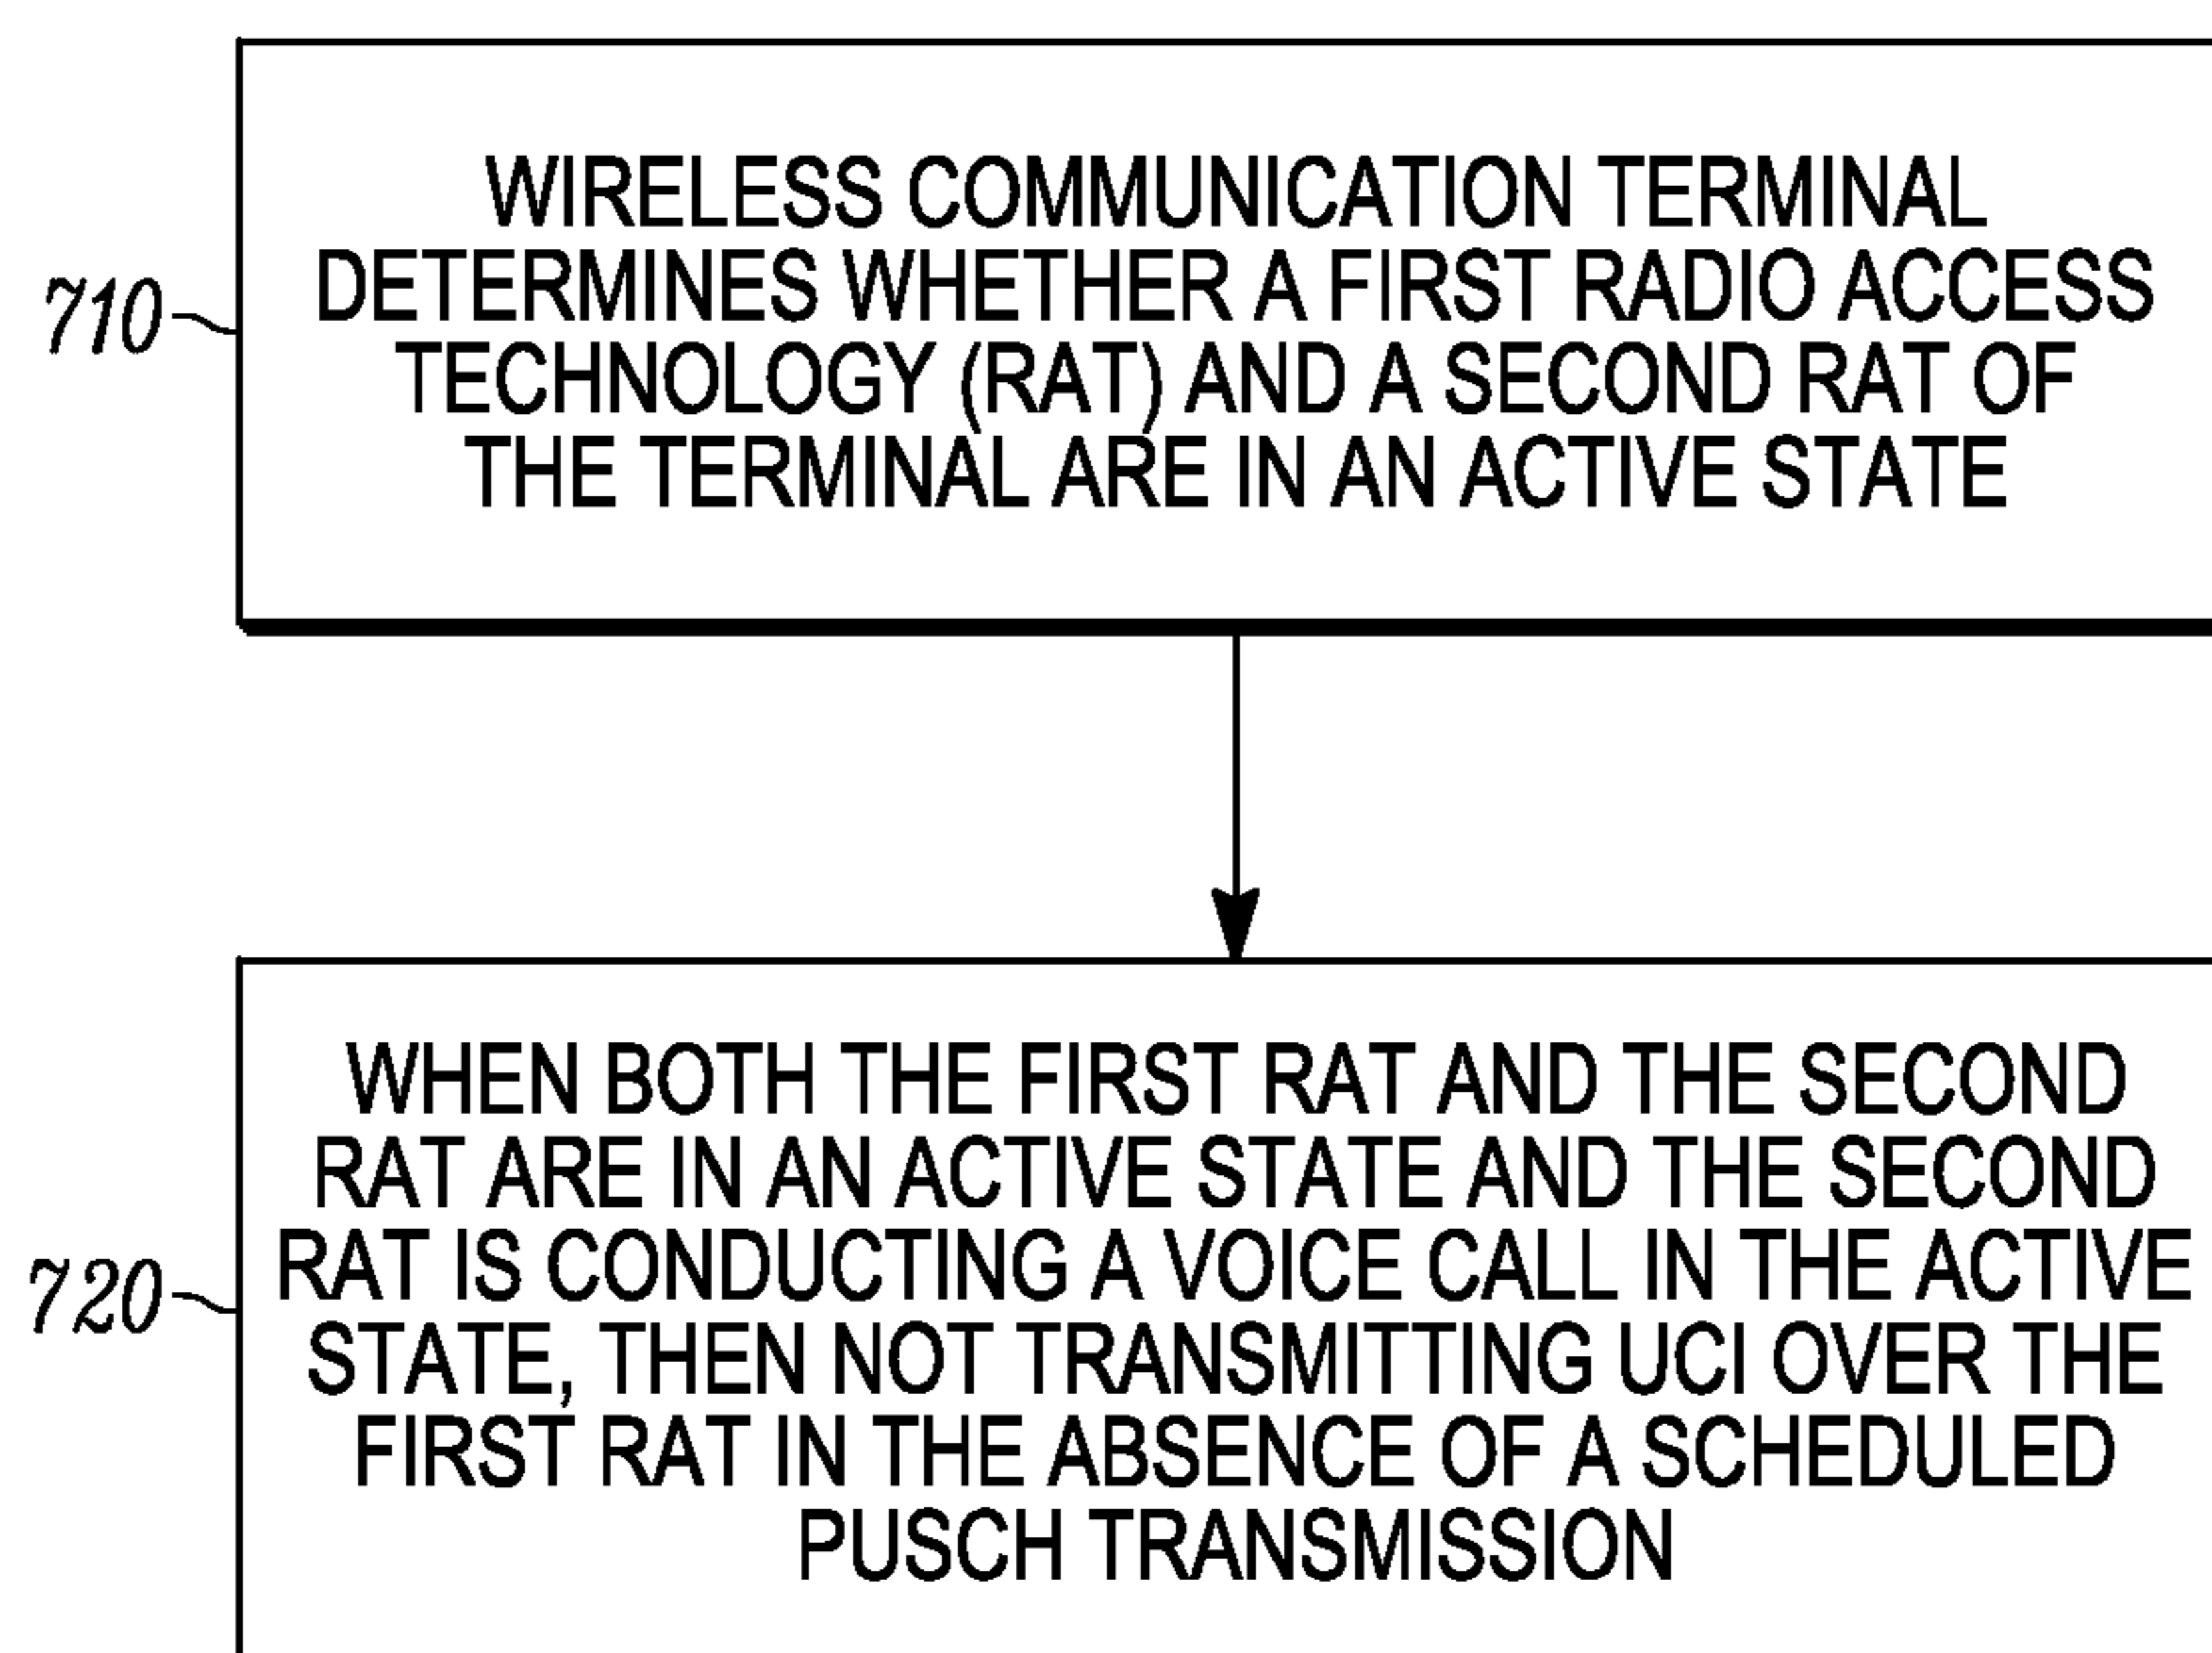 WIRELESS COMMUNICATION TERMINAL
DETERMINES WHETHER A FIRST RADIO ACCESS
TECHNOLOGY (RAT) AND A SECOND RAT OF
THE TERMINAL ARE IN AN ACTIVE STATE
710
WHEN BOTH THE FIRST RAT AND THE SECOND
RAT ARE IN AN ACTIVE STATE AND THE SECOND
RAT IS CONDUCTING A VOICE CALL IN THE ACTIVE
STATE, THEN NOT TRANSMITTING UCI OVER THE
FIRST RAT IN THE ABSENCE OF A SCHEDULED
PUSCH TRANSMISSION
720